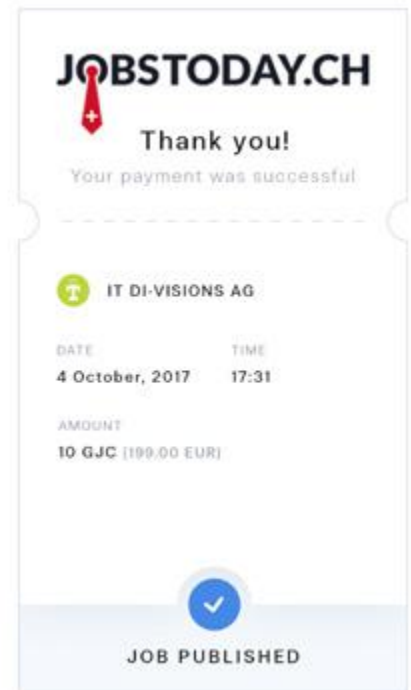 JOBSTODAY.CH
Thank you!
Your payment was successful
IT DI-VISIONS AG
DATE TIME
4 October, 2017 17:31
AMOUNT
10 GJC (199.00 EUR)
JOB PUBLISHED